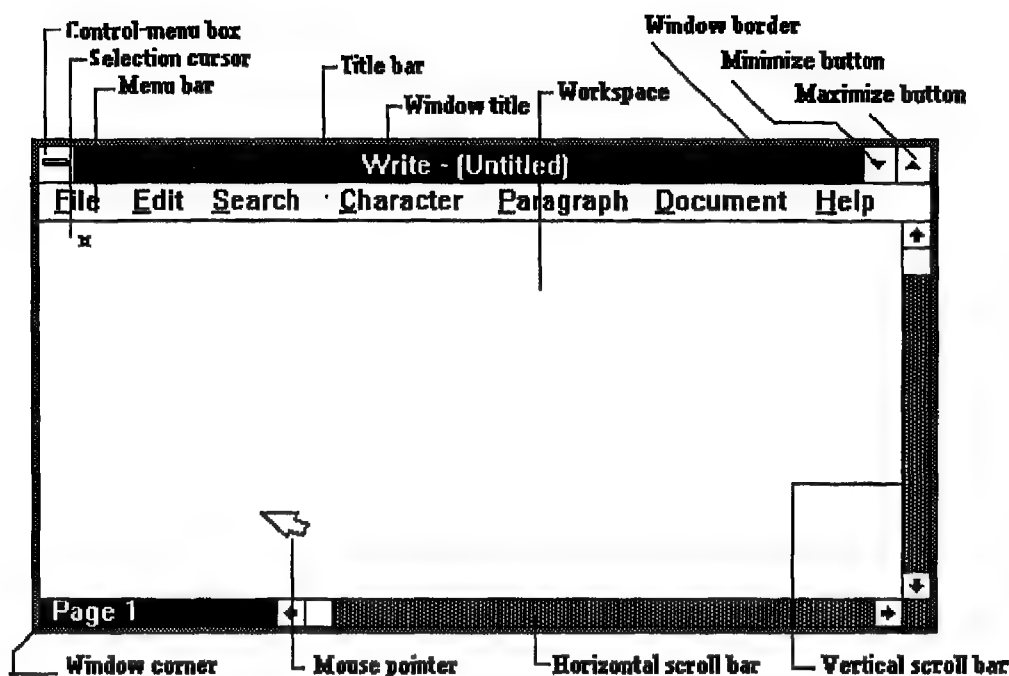 Control-menu box
Selection cursor
Menu bar
Title bar
Window title
Workspace
Window border
Minimize button
Maximize button
Write - (Untitled)
File Edit Search Character Paragraph Document Help
Page 1
Window corner
Mouse pointer
Horizontal scroll bar
Vertical scroll bar